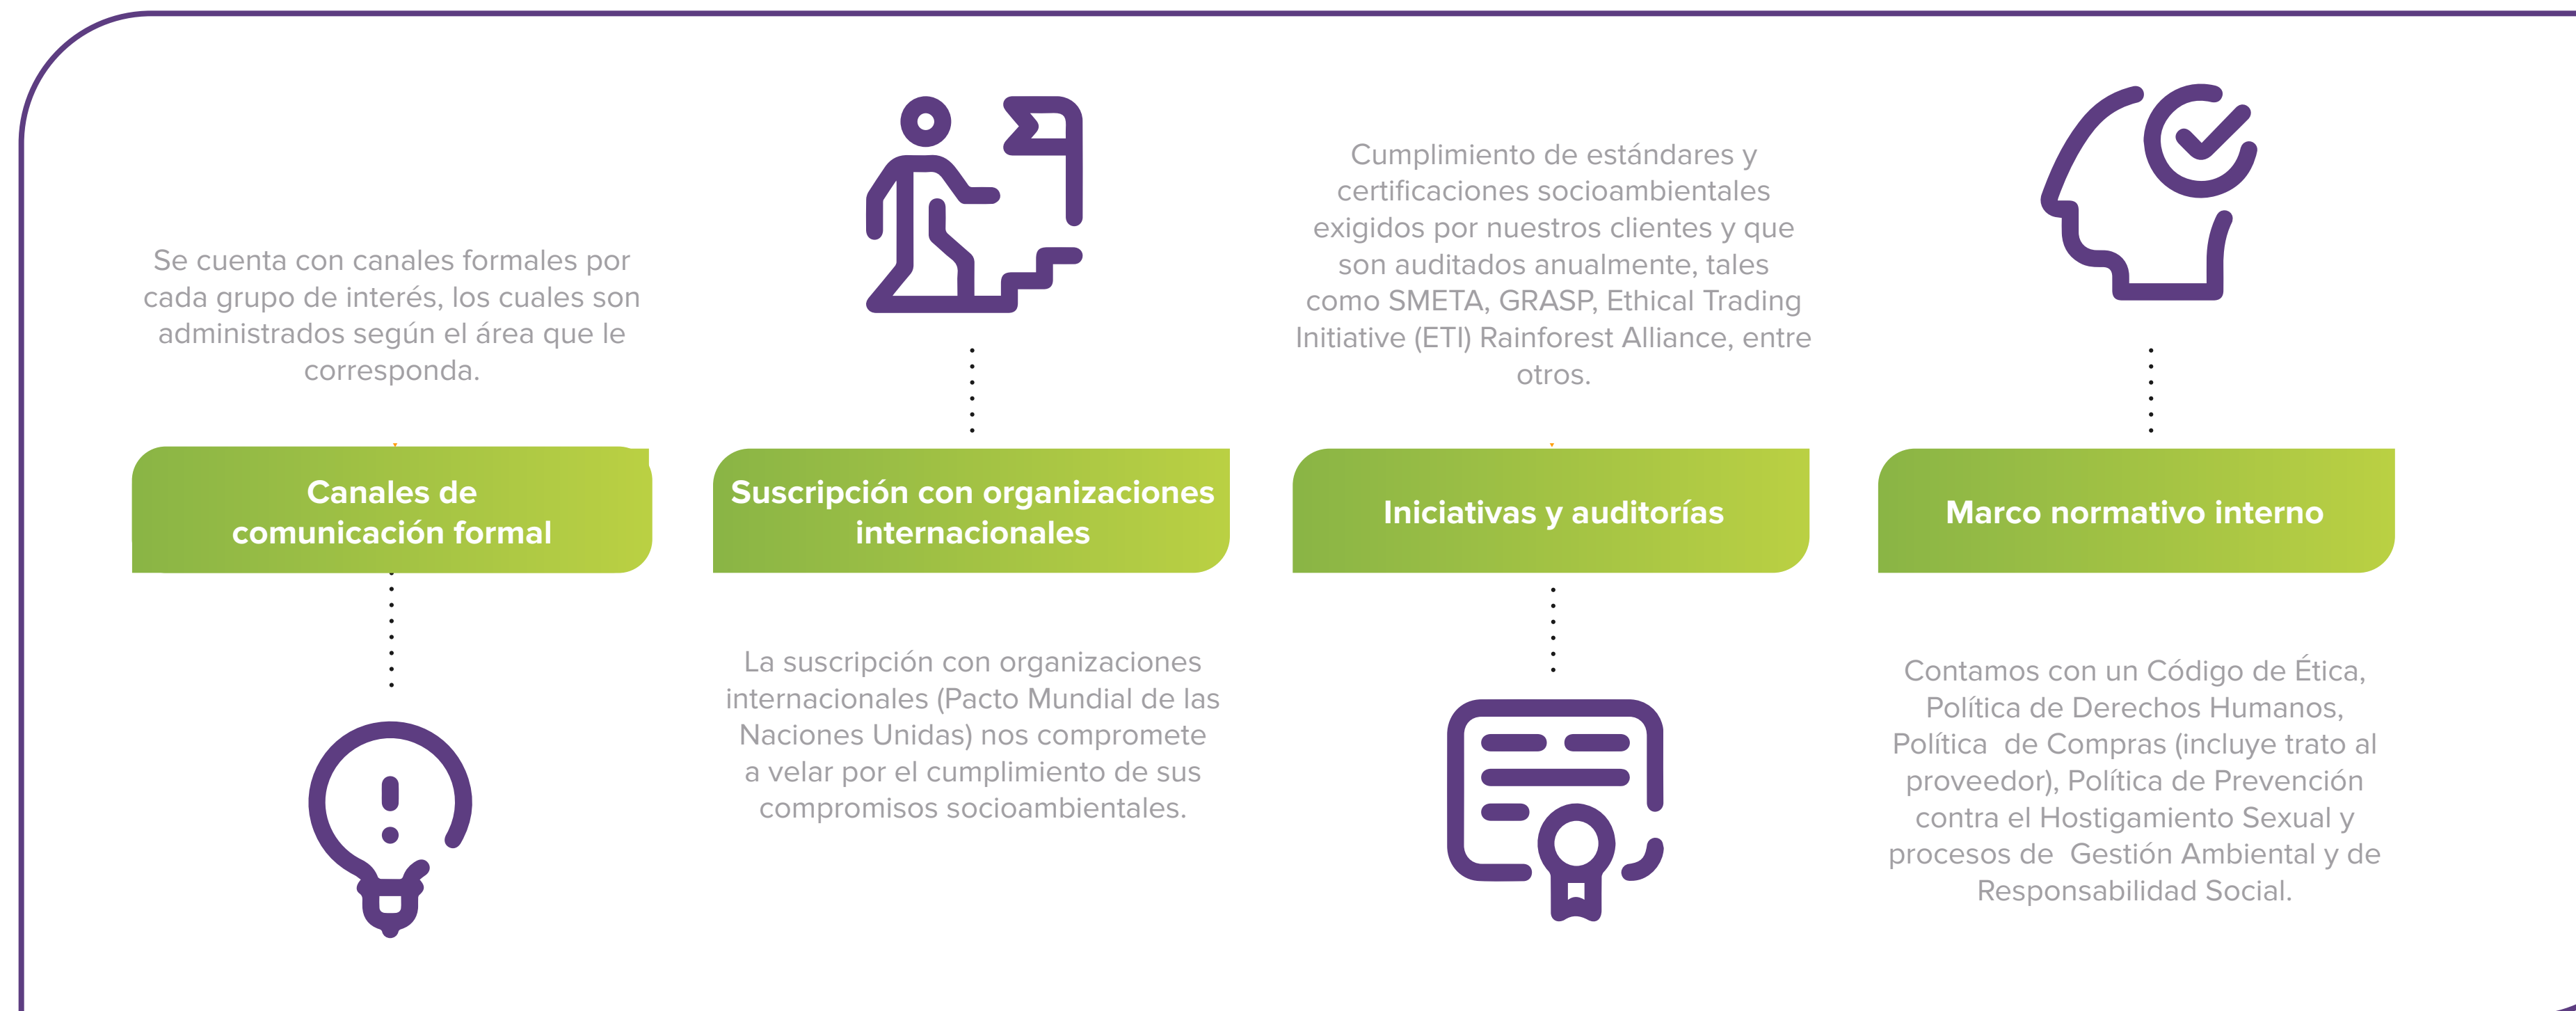 Se cuenta con canales formales por
cada grupo de interés, los cuales son
administrados según el área que le
corresponda.
Canales de
comunicación formal
Suscripción con organizaciones
internacionales
La suscripción con organizaciones
internacionales (Pacto Mundial de las
Naciones Unidas) nos compromete
a velar por el cumplimiento de sus
compromisos socioambientales.
Cumplimiento de estándares y
certificaciones socioambientales
exigidos por nuestros clientes y que
son auditados anualmente, tales
como SMETA, GRASP, Ethical Trading
Initiative (ETI) Rainforest Alliance, entre
otros.
Iniciativas y auditorías
Marco normativo interno
Contamos con un Código de Ética,
Política de Derechos Humanos,
Política  de Compras (incluye trato al
proveedor), Política de Prevención
contra el Hostigamiento Sexual y
procesos de  Gestión Ambiental y de
Responsabilidad Social.